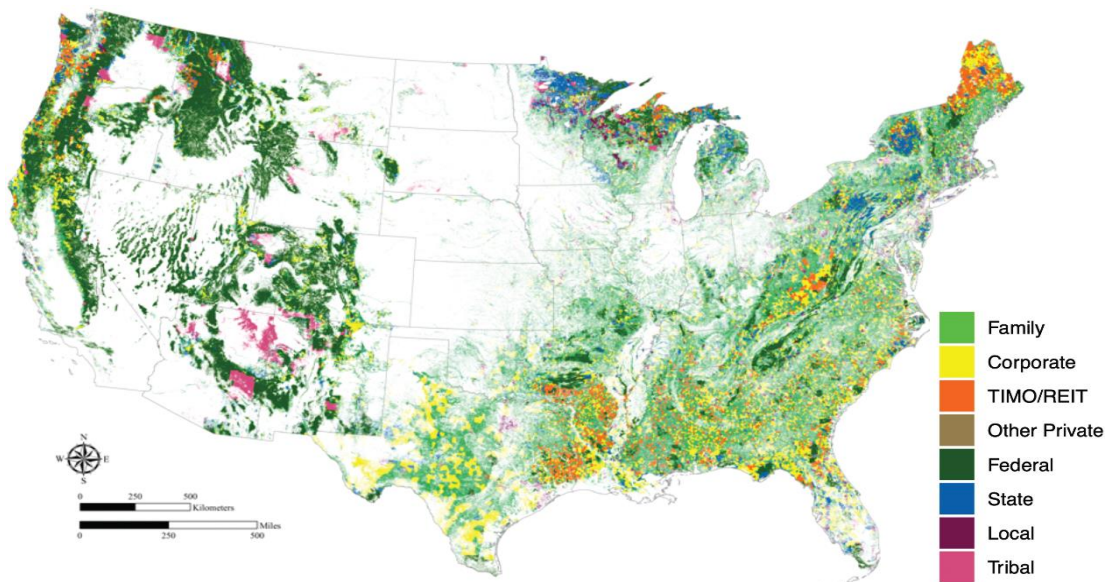 Family
Corporate
TIMO/REIT
Other Private
Federal
State
Local
Tribal
N
W E
S
0 250 500
Kilometers
Miles
0 250 500